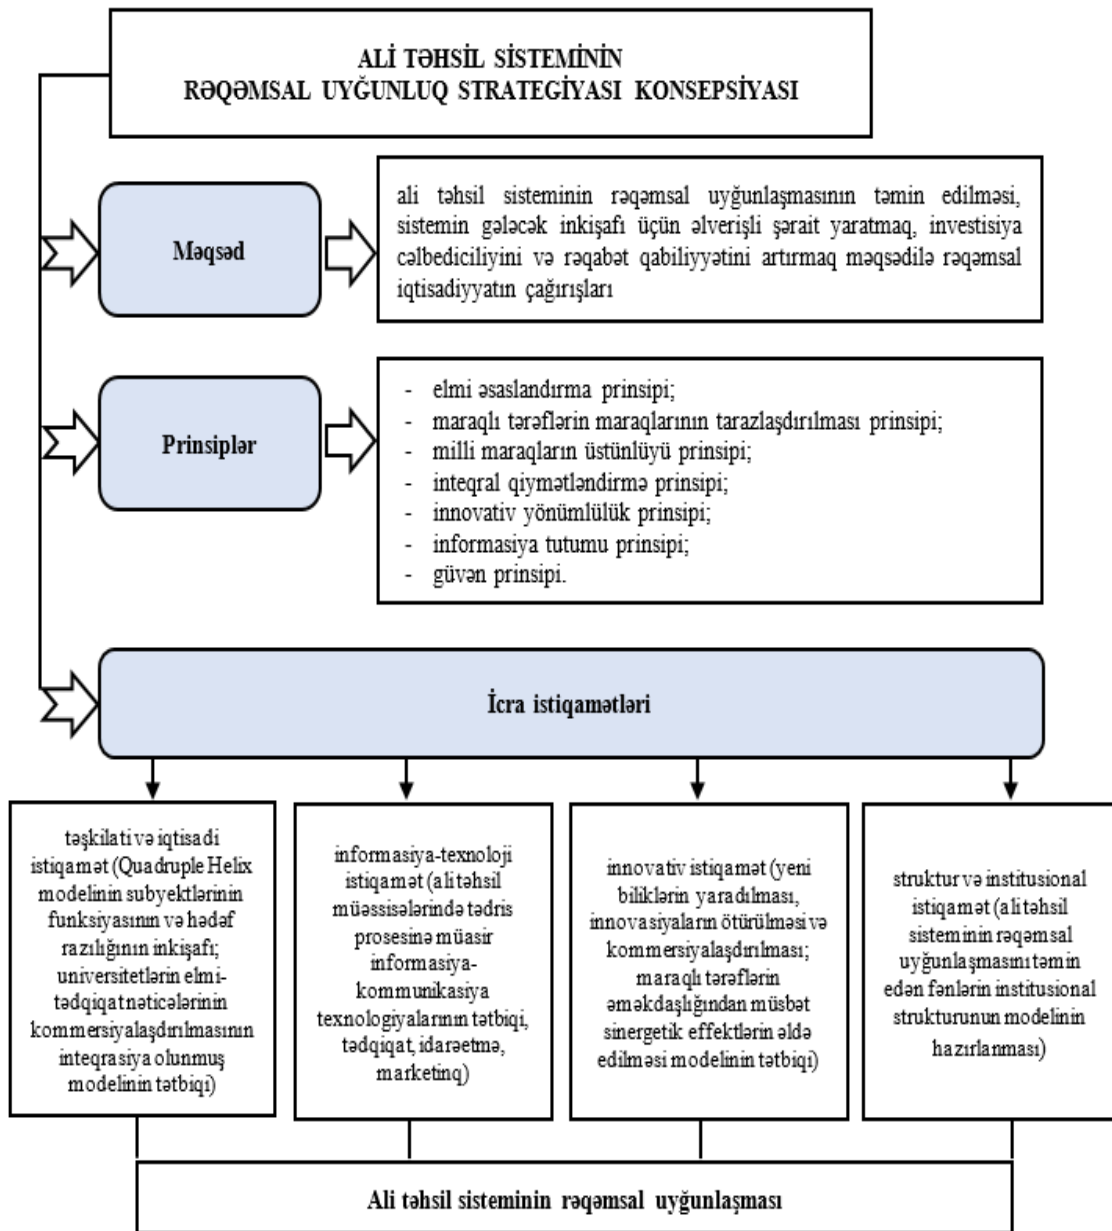 ALİ TƏHSİL SİSTEMİNİN
RƏQƏMSAL UYĞUNLUQ STRATEGİYASI KONSEPSİYASI
Məqsəd
ali təhsil sisteminin rəqəmsal uyğunlaşmasının təmin edilməsi,
sistemin gələcək inkişafı üçün əlverişli şərait yaratmaq, investisiya
cəlbediciliyini və rəqabət qabiliyyətini artırmaq məqsədilə rəqəmsal
iqtisadiyyatın çağırışları
Prinsiplər
- elmi əsaslandırma prinsipi;
- maraqlı tərəflərin maraqlarının tarazlaşdırılması prinsipi;
- milli maraqların üstünlüyü prinsipi;
- inteqral qiymətləndirmə prinsipi;
- innovativ yönümlülük prinsipi;
- informasiya tutumu prinsipi;
- güvən prinsipi.
İcra istiqamətləri
təşkilati və iqtisadi
istiqamət (Quadruple Helix
modelinin subyektlərinin
funksiyasının və hədəf
razılığının inkişafı;
universitetlərin elmi-
tədqiqat nəticələrinin
kommersiyalaşdırılmasının
inteqrasiya olunmuş
modelinin tətbiqi)
informasiya-texnoloji
istiqamət (ali təhsil
müəssisələrində tədris
prosesinə müasir
informasiya-
kommunikasiya
texnologiyalarının tətbiqi,
tədqiqat, idarəetmə,
marketinq)
innovativ istiqamət (yeni
biliklərin yaradılması,
innovasiyaların ötürülməsi və
kommersiyalaşdırılması;
maraqlı tərəflərin
əməkdaşlığından müsbət
sinergetik effektlərin əldə
edilməsi modelinin tətbiqi)
struktur və institusional
istiqamət (ali təhsil
sisteminin rəqəmsal
uyğunlaşmasını təmin
edən fənlərin institusional
strukturunun modelinin
hazırlanması)
Ali təhsil sisteminin rəqəmsal uyğunlaşması